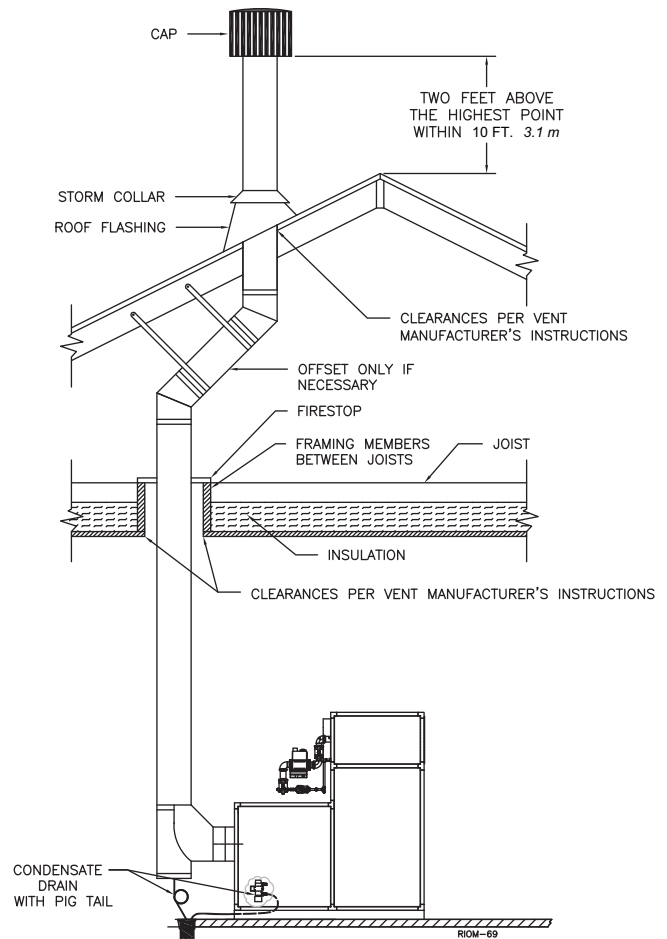 CAP
TWO FEET ABOVE
THE HIGHEST POINT
WITHIN 10 FT. 3.1 m
STORM COLLAR
ROOF FLASHING
CLEARANCES PER VENT
MANUFACTURER'S INSTRUCTIONS
OFFSET ONLY IF
NECESSARY
FIRESTOP
FRAMING MEMBERS
BETWEEN JOISTS
JOIST
INSULATION
CLEARANCES PER VENT MANUFACTURER'S INSTRUCTIONS
CONDENSATE
DRAIN
WITH PIG TAIL
RIOM-69